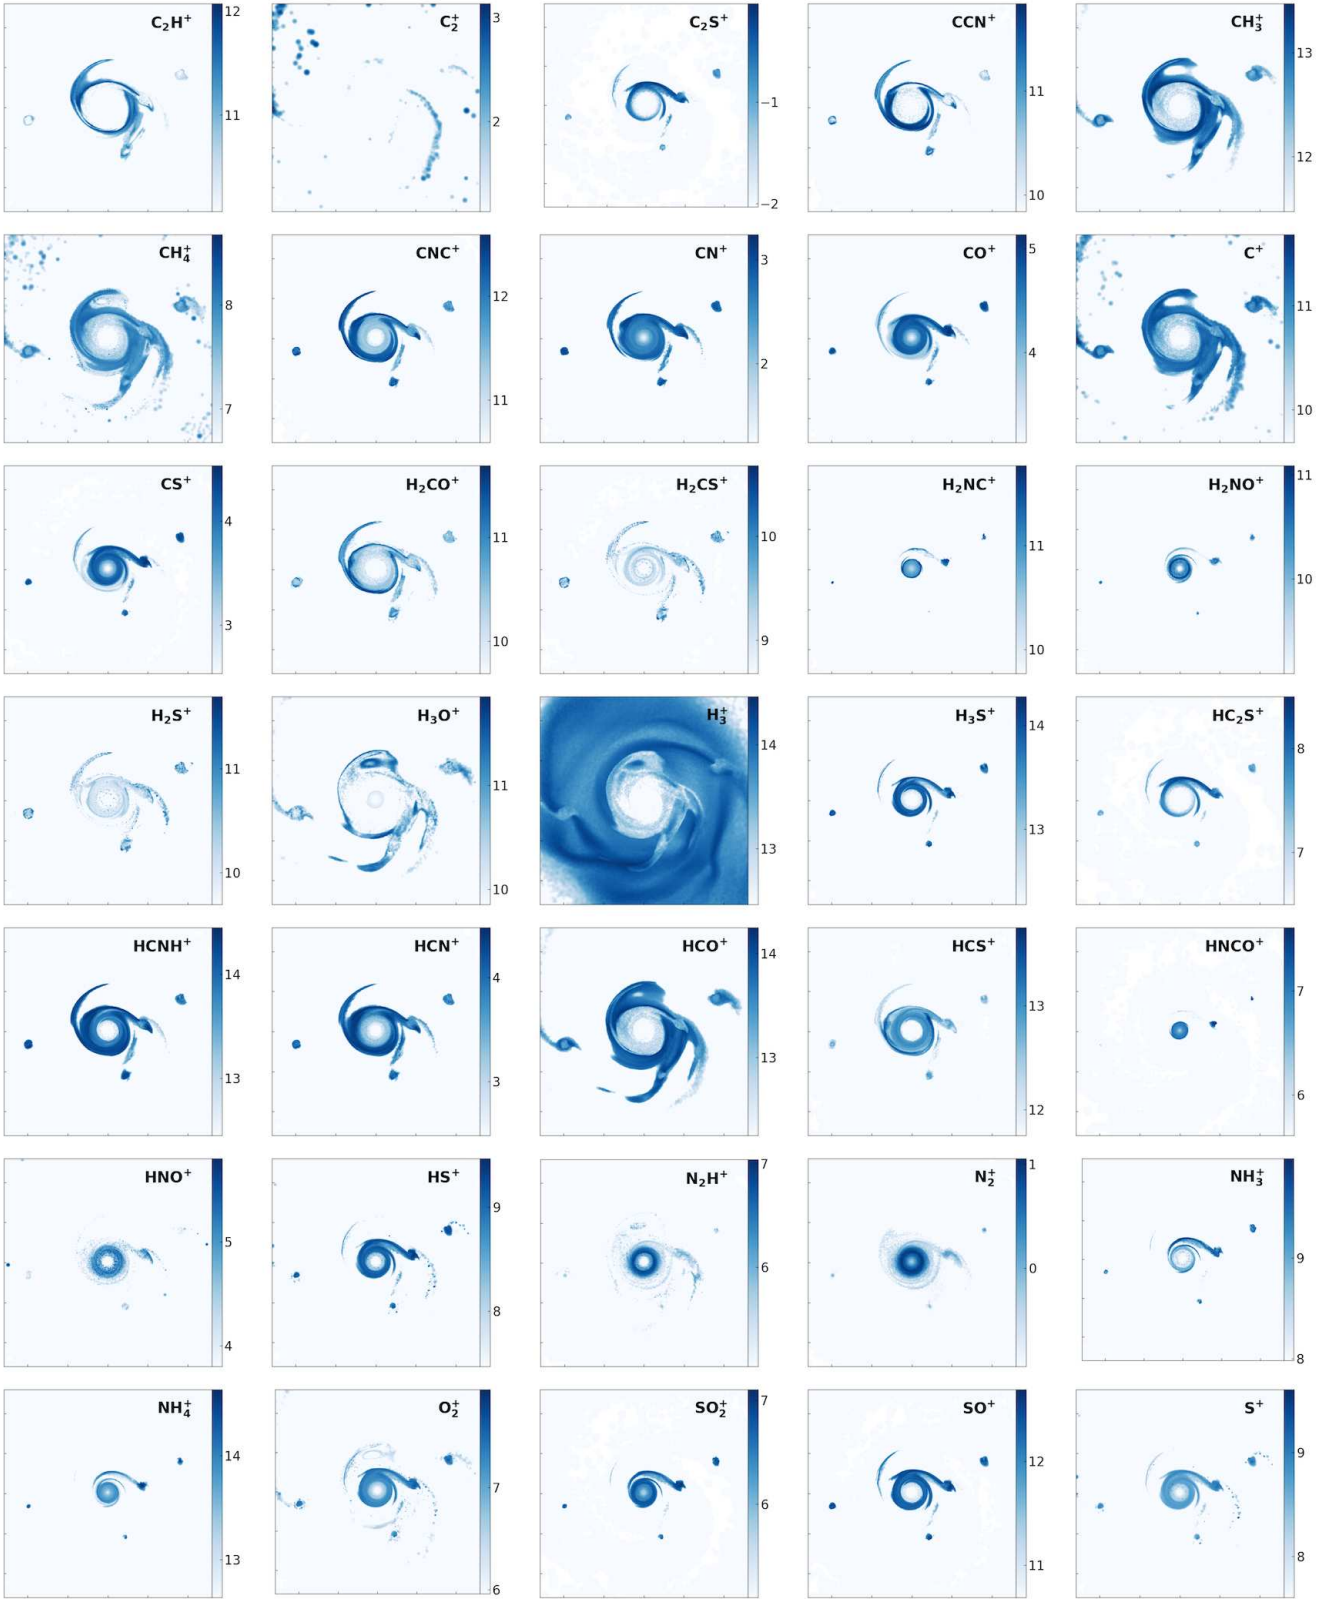 C₂H⁺ 12 11
C₂⁺ 3 2
C₂S⁺ −1 −2
CCN⁺ 11 10
CH₃⁺ 13 12
CH₄⁺ 8 7
CNC⁺ 12 11
CN⁺ 3 2
CO⁺ 5 4
C⁺ 11 10
CS⁺ 4 3
H₂CO⁺ 11 10
H₂CS⁺ 10 9
H₂NC⁺ 11 10
H₂NO⁺ 11 10
H₂S⁺ 11 10
H₃O⁺ 11 10
H₃⁺ 14 13
H₃S⁺ 14 13
HC₂S⁺ 8 7
HCNH⁺ 14 13
HCN⁺ 4 3
HCO⁺ 14 13
HCS⁺ 13 12
HNCO⁺ 7 6
HNO⁺ 5 4
HS⁺ 9 8
N₂H⁺ 7 6
N₂⁺ 1 0
NH₃⁺ 9 8
NH₄⁺ 14 13
O₂⁺ 7 6
SO₂⁺ 7 6
SO⁺ 12 11
S⁺ 9 8